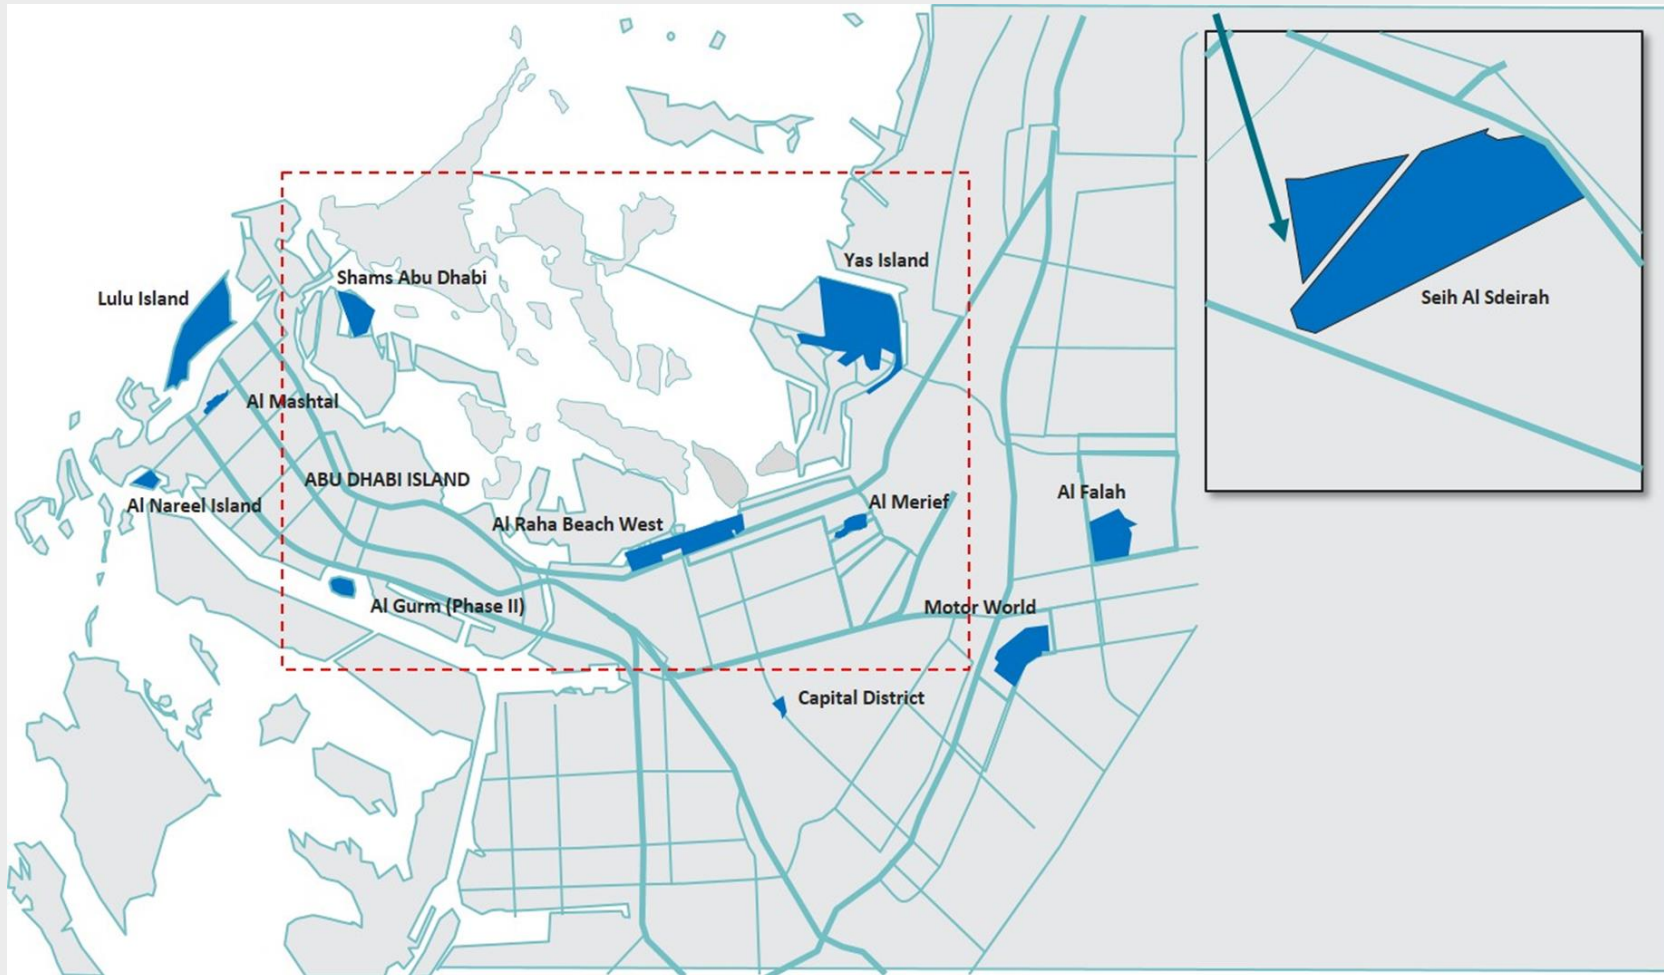 Yas Island
Shams Abu Dhabi
Lulu Island
Seih Al Sdeirah
Al Mashtal
ABU DHABI ISLAND
Al Nareel Island
Al Falah
Al Merief
Al Raha Beach West
Al Gurm (Phase II)
Motor World
Capital District